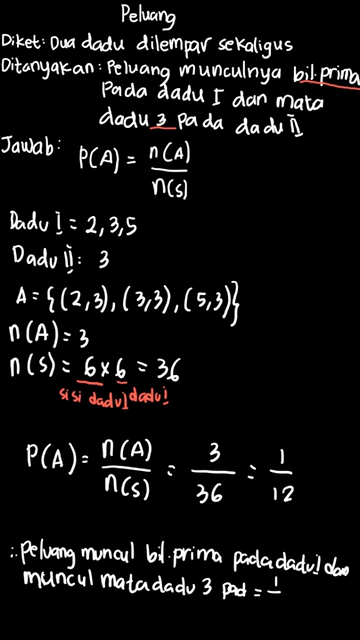 Peluang
Diket: Dua dadu dilempar sekaligus
Ditanyakan: Peluang munculnya bil.prima
Pada dadu I dan mata
dadu 3 pada dadu II
Jawab: P(A) = n(A)/n(S)
Dadu I = 2,3,5
Dadu II: 3
A = {(2,3), (3,3), (5,3)}
n(A) = 3
n(S) = 6 x 6 = 36
sisi dadu I dadu II
P(A) = n(A)/n(S) = 3/36 = 1/12
∴ peluang muncul bil.prima pada dadu I dan
muncul mata dadu 3 pad = 1